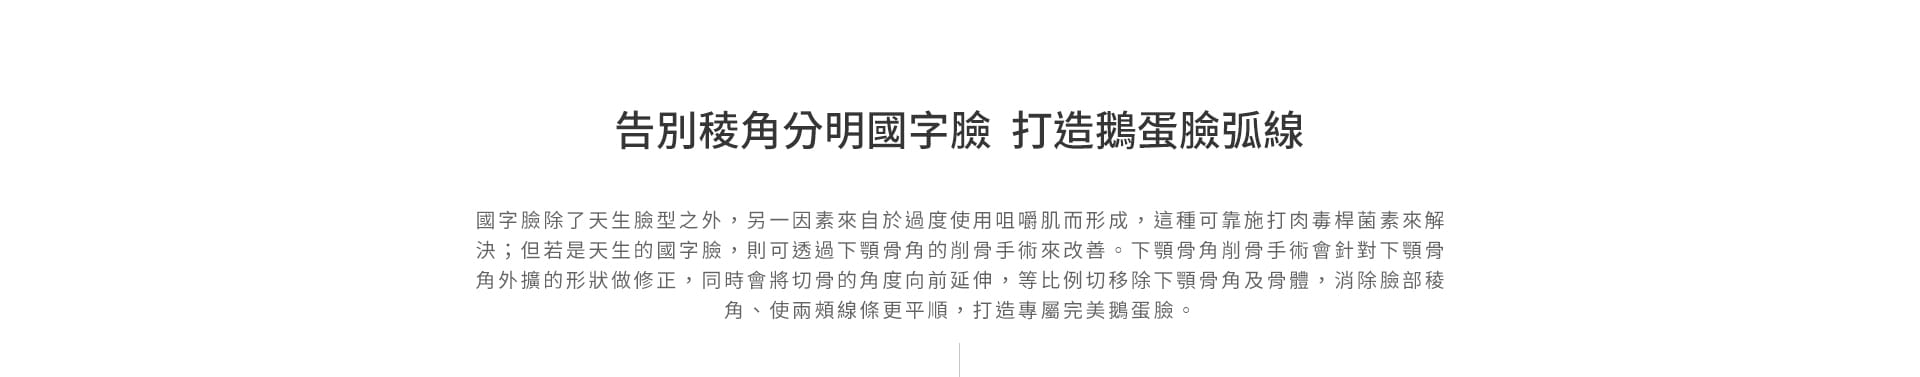 告別稜角分明國字臉 打造鵝蛋臉弧線
國字臉除了天生臉型之外，另一因素來自於過度使用咀嚼肌而形成，這種可靠施打肉毒桿菌素來解
決；但若是天生的國字臉，則可透過下顎骨角的削骨手術來改善。下顎骨角削骨手術會針對下顎骨
角外擴的形狀做修正，同時會將切骨的角度向前延伸，等比例切移除下顎骨角及骨體，消除臉部稜
角、使兩頰線條更平順，打造專屬完美鵝蛋臉。